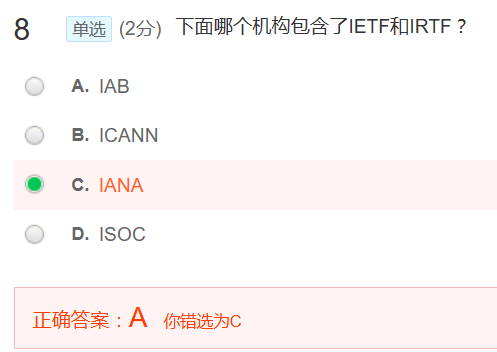 8 单选 (2分) 下面哪个机构包含了IETF和IRTF？
A. IAB
B. ICANN
C. IANA
D. ISOC
正确答案：A 你错选为C